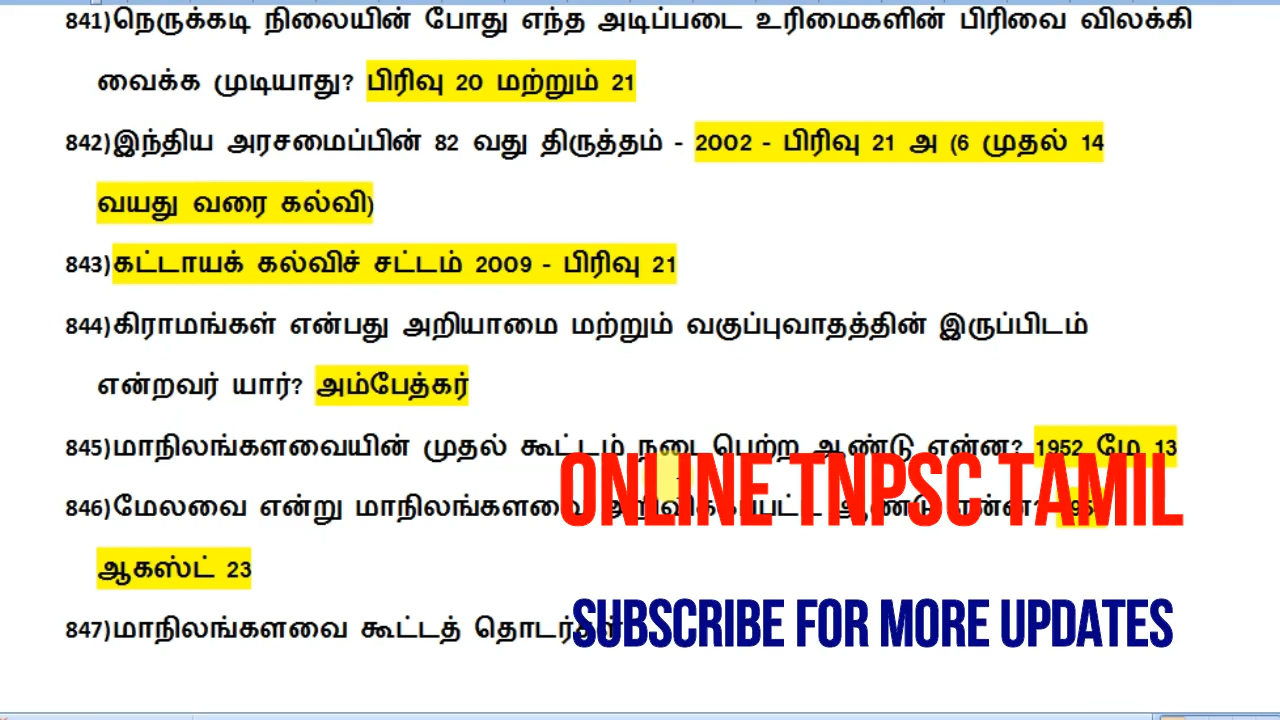 841)நெருக்கடி நிலையின் போது எந்த அடிப்படை உரிமைகளின் பிரிவை விலக்கி
வைக்க முடியாது? பிரிவு 20 மற்றும் 21
842)இந்திய அரசமைப்பின் 82 வது திருத்தம் - 2002 - பிரிவு 21 அ (6 முதல் 14
வயது வரை கல்வி)
843)கட்டாயக் கல்விச் சட்டம் 2009 - பிரிவு 21
844)கிராமங்கள் என்பது அறியாமை மற்றும் வகுப்புவாதத்தின் இருப்பிடம்
என்றவர் யார்? அம்பேத்கர்
845)மாநிலங்களவையின் முதல் கூட்டம் நடைபெற்ற ஆண்டு என்ன? 1952 மே 13
ONLINE TNPSC TAMIL
846)மேலவை என்று மாநிலங்களவை ஆண்டு என்ன?
ஆகஸ்ட் 23
847)மாநிலங்களவை கூட்டத்
SUBSCRIBE FOR MORE UPDATES